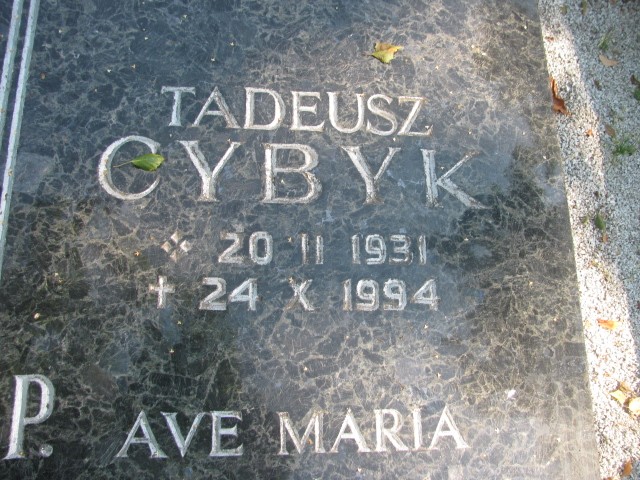 TADEUSZ
CYBYK
20 II 1931
✝ 24 X 1994
P. AVE MARIA